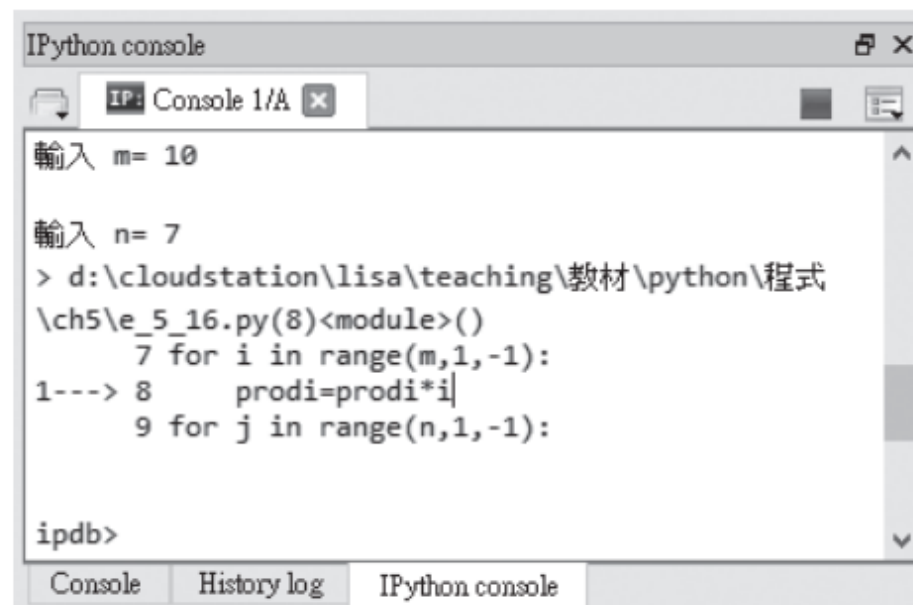 IPython console
IP: Console 1/A
輸入 m= 10
輸入 n= 7
> d:\cloudstation\lisa\teaching\教材\python\程式
\ch5\e_5_16.py(8)<module>()
7 for i in range(m,1,-1):
1---> 8 prodi=prodi*i
9 for j in range(n,1,-1):
ipdb>
Console History log IPython console